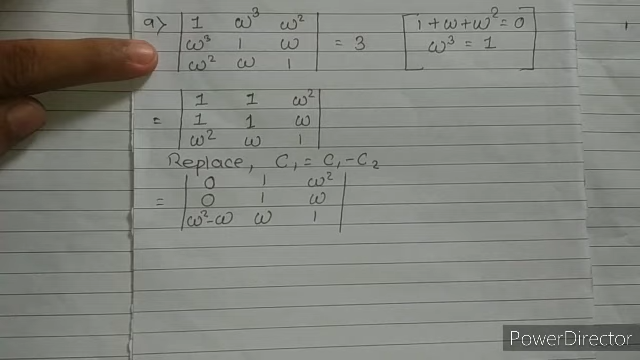 9) | 1 ω³ ω² |
| ω³ 1 ω | = 3 [ 1+ω+ω²=0
| ω² ω 1 | ω³ = 1 ]
= | 1 1 ω² |
| 1 1 ω |
| ω² ω 1 |
Replace, C₁ = C₁-C₂
= | 0 1 ω² |
| 0 1 ω |
| ω²-ω ω 1 |
PowerDirector